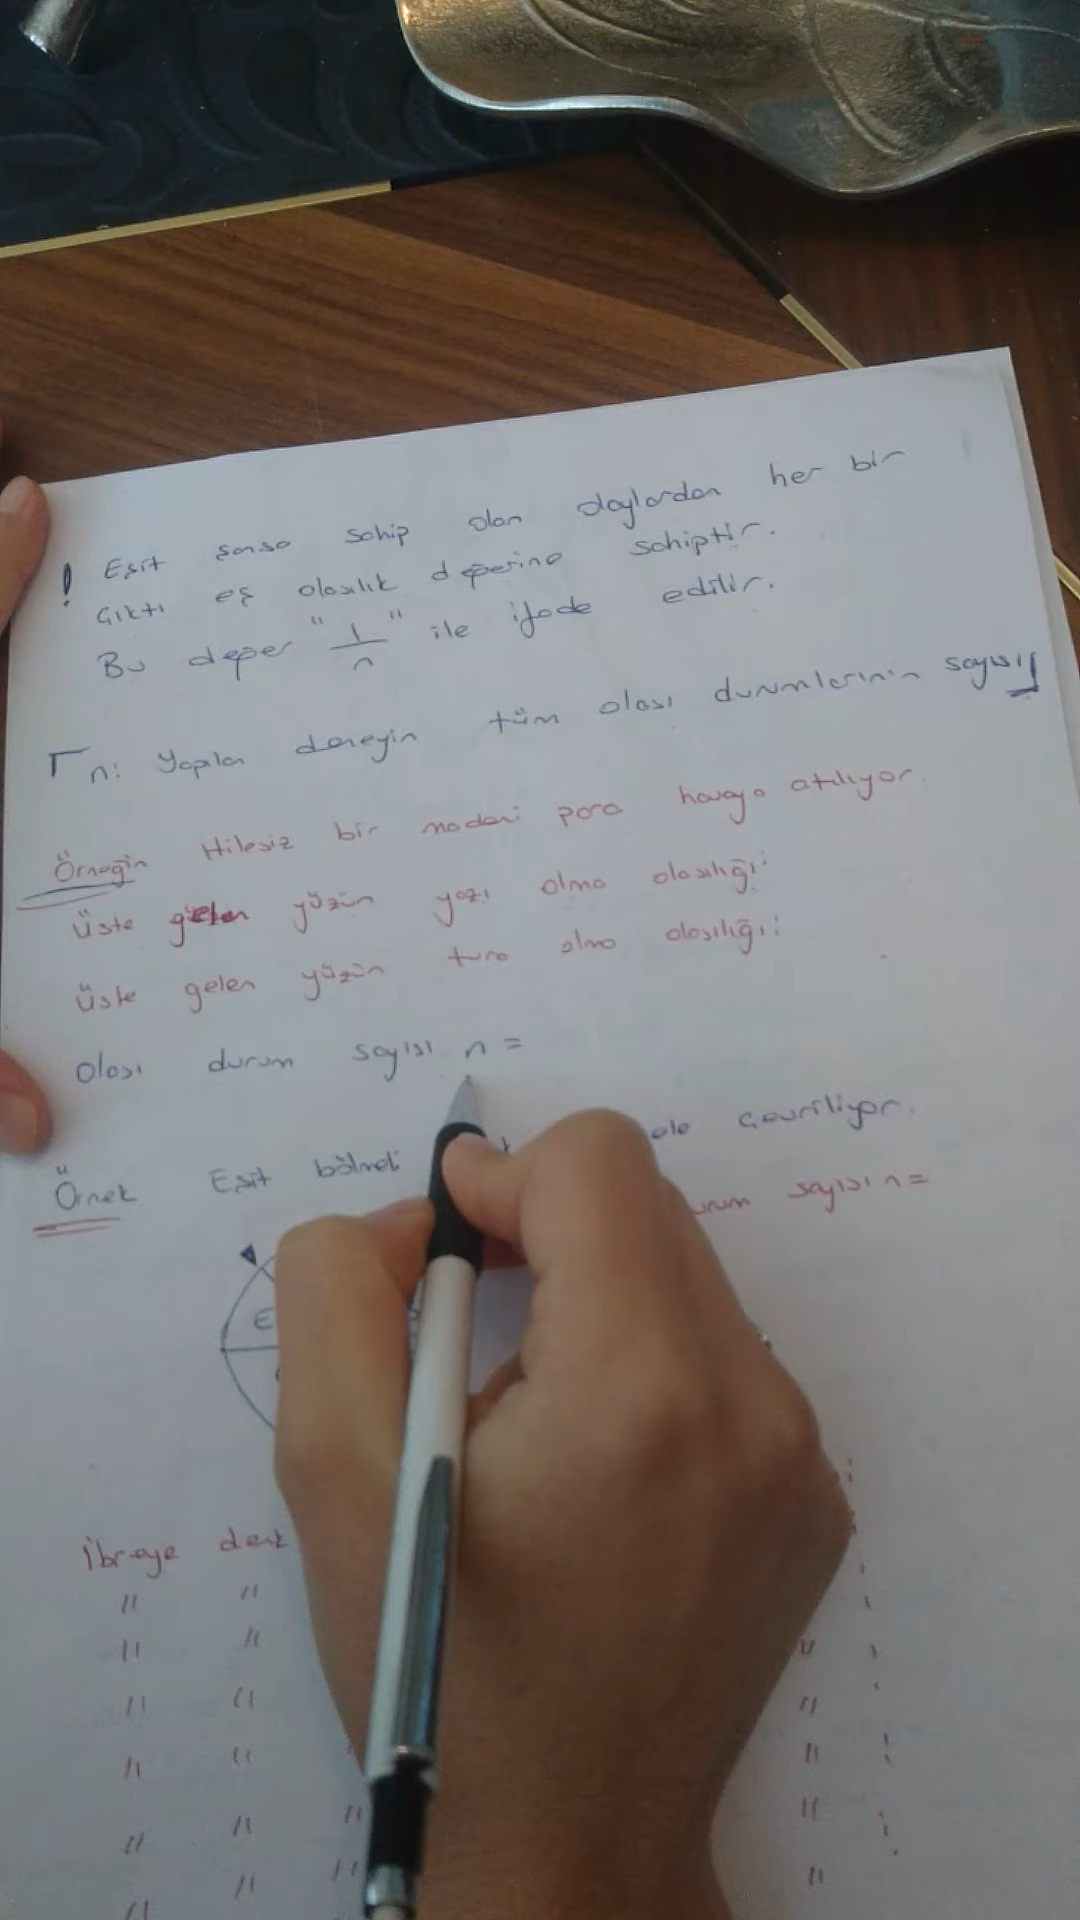 ! Eşit şansa sahip olan olaylardan her bir
çıktı eş olasılık değerine sahiptir.
Bu değer "1/n" ile ifade edilir.
n: Yapılan deneyin tüm olası durumlarının sayısı
Örneğin Hilesiz bir madeni para havaya atılıyor.
Üste gelen yüzün yazı olma olasılığı:
Üste gelen yüzün tura olma olasılığı:
Olası durum sayısı n =
Örnek Eşit bölmeli çevriliyor.
sayısı n =
E
İbreye denk
" "
" " "
" " "
" " "
" " " "
" " "
"